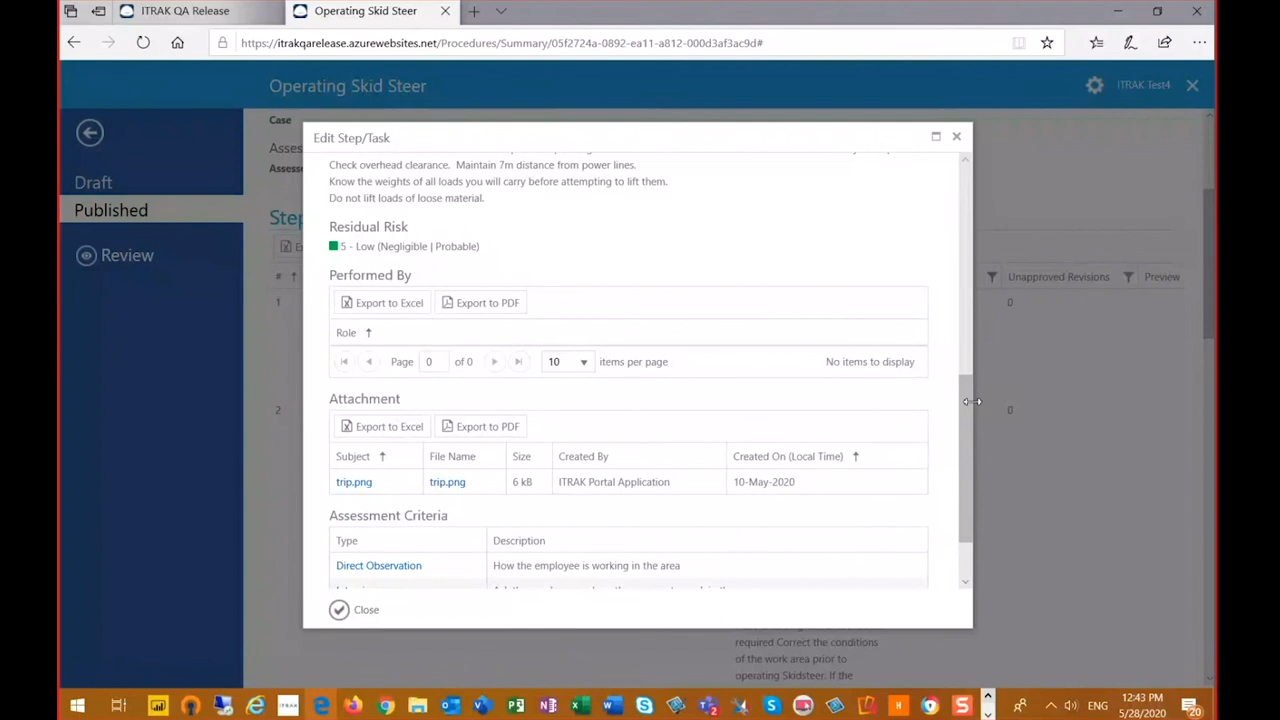 ITRAK QA Release
Operating Skid Steer
https://itrakqarelease.azurewebsites.net/Procedures/Summary/05f2724a-0892-ea11-a812-000d3af3ac9d#
Operating Skid Steer
ITRAK Test4
Case
Draft
Published
Review
# ↑
Unapproved Revisions
Preview
1
0
2
0
Edit Step/Task
Check overhead clearance. Maintain 7m distance from power lines.
Know the weights of all loads you will carry before attempting to lift them.
Do not lift loads of loose material.
Residual Risk
5 - Low (Negligible | Probable)
Performed By
Export to Excel Export to PDF
Role ↑
Page 0 of 0 10 items per page No items to display
Attachment
Export to Excel Export to PDF
Subject ↑ File Name Size Created By Created On (Local Time) ↑
trip.png trip.png 6 kB ITRAK Portal Application 10-May-2020
Assessment Criteria
Type Description
Direct Observation How the employee is working in the area
Close
required Correct the conditions
of the work area prior to
operating Skidsteer. If the
ENG
12:43 PM
5/28/2020
20